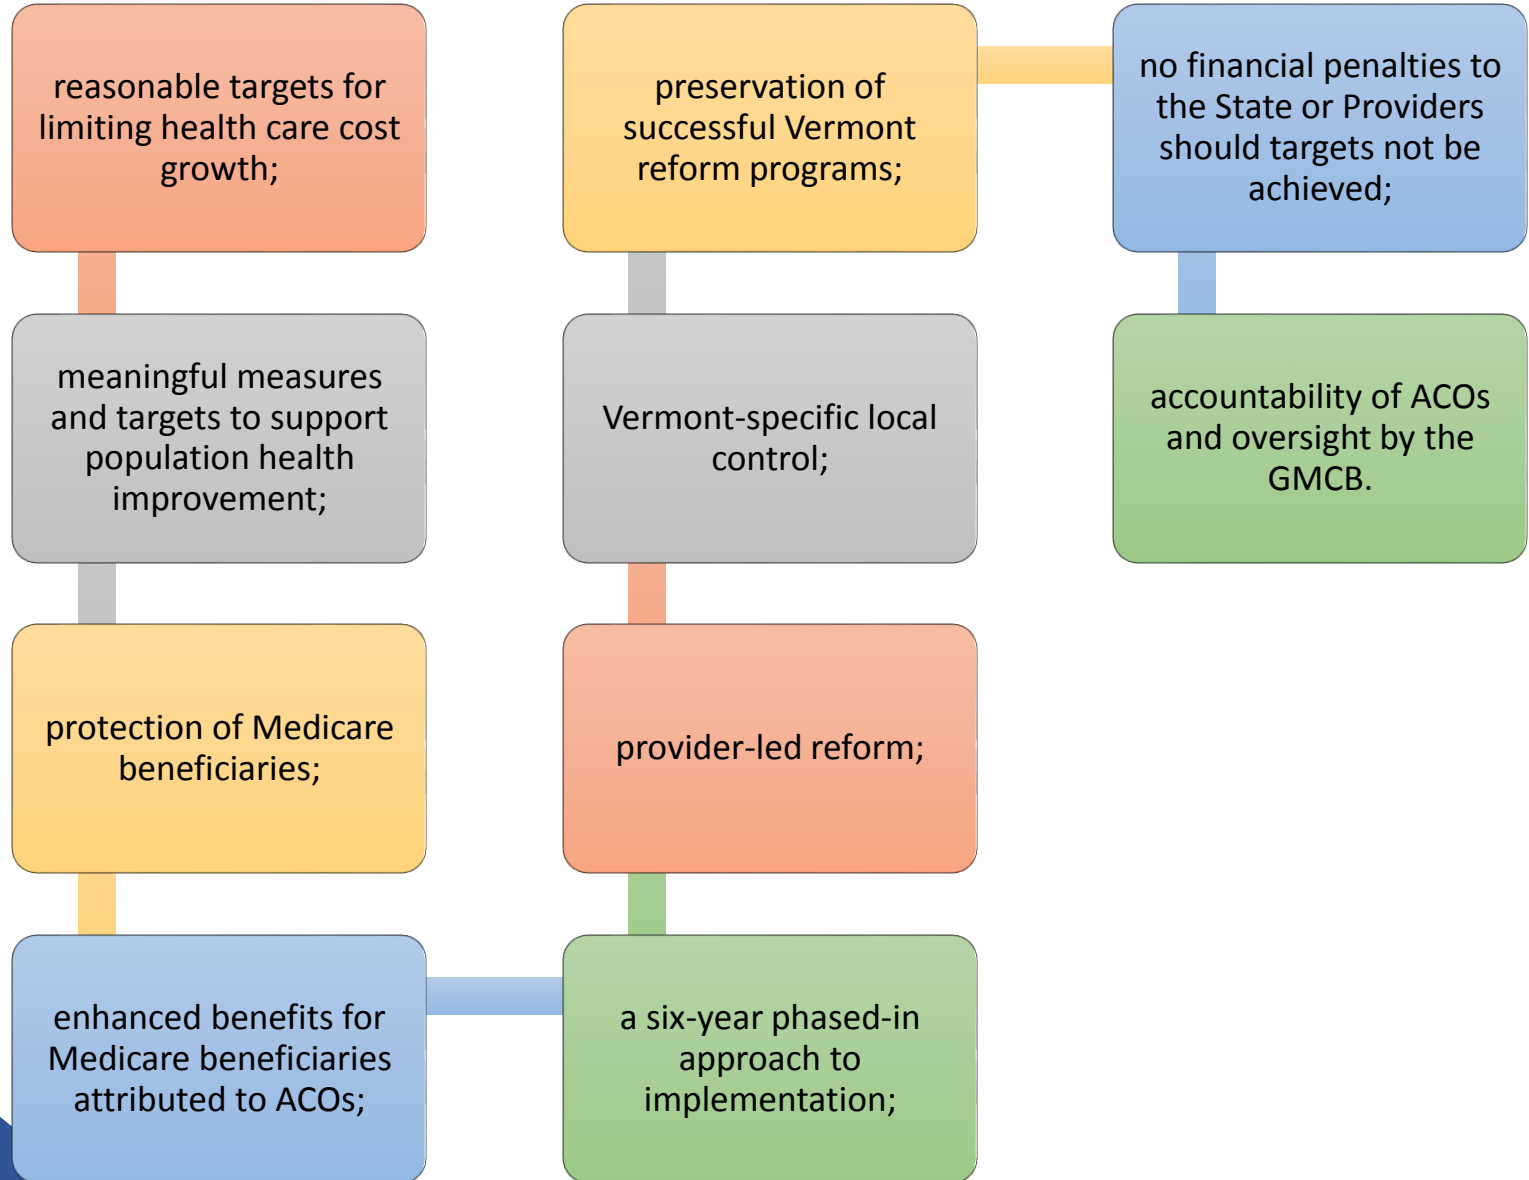 reasonable targets for
limiting health care cost
growth;
meaningful measures
and targets to support
population health
improvement;
protection of Medicare
beneficiaries;
enhanced benefits for
Medicare beneficiaries
attributed to ACOs;
a six-year phased-in
approach to
implementation;
provider-led reform;
Vermont-specific local
control;
preservation of
successful Vermont
reform programs;
no financial penalties to
the State or Providers
should targets not be
achieved;
accountability of ACOs
and oversight by the
GMCB.